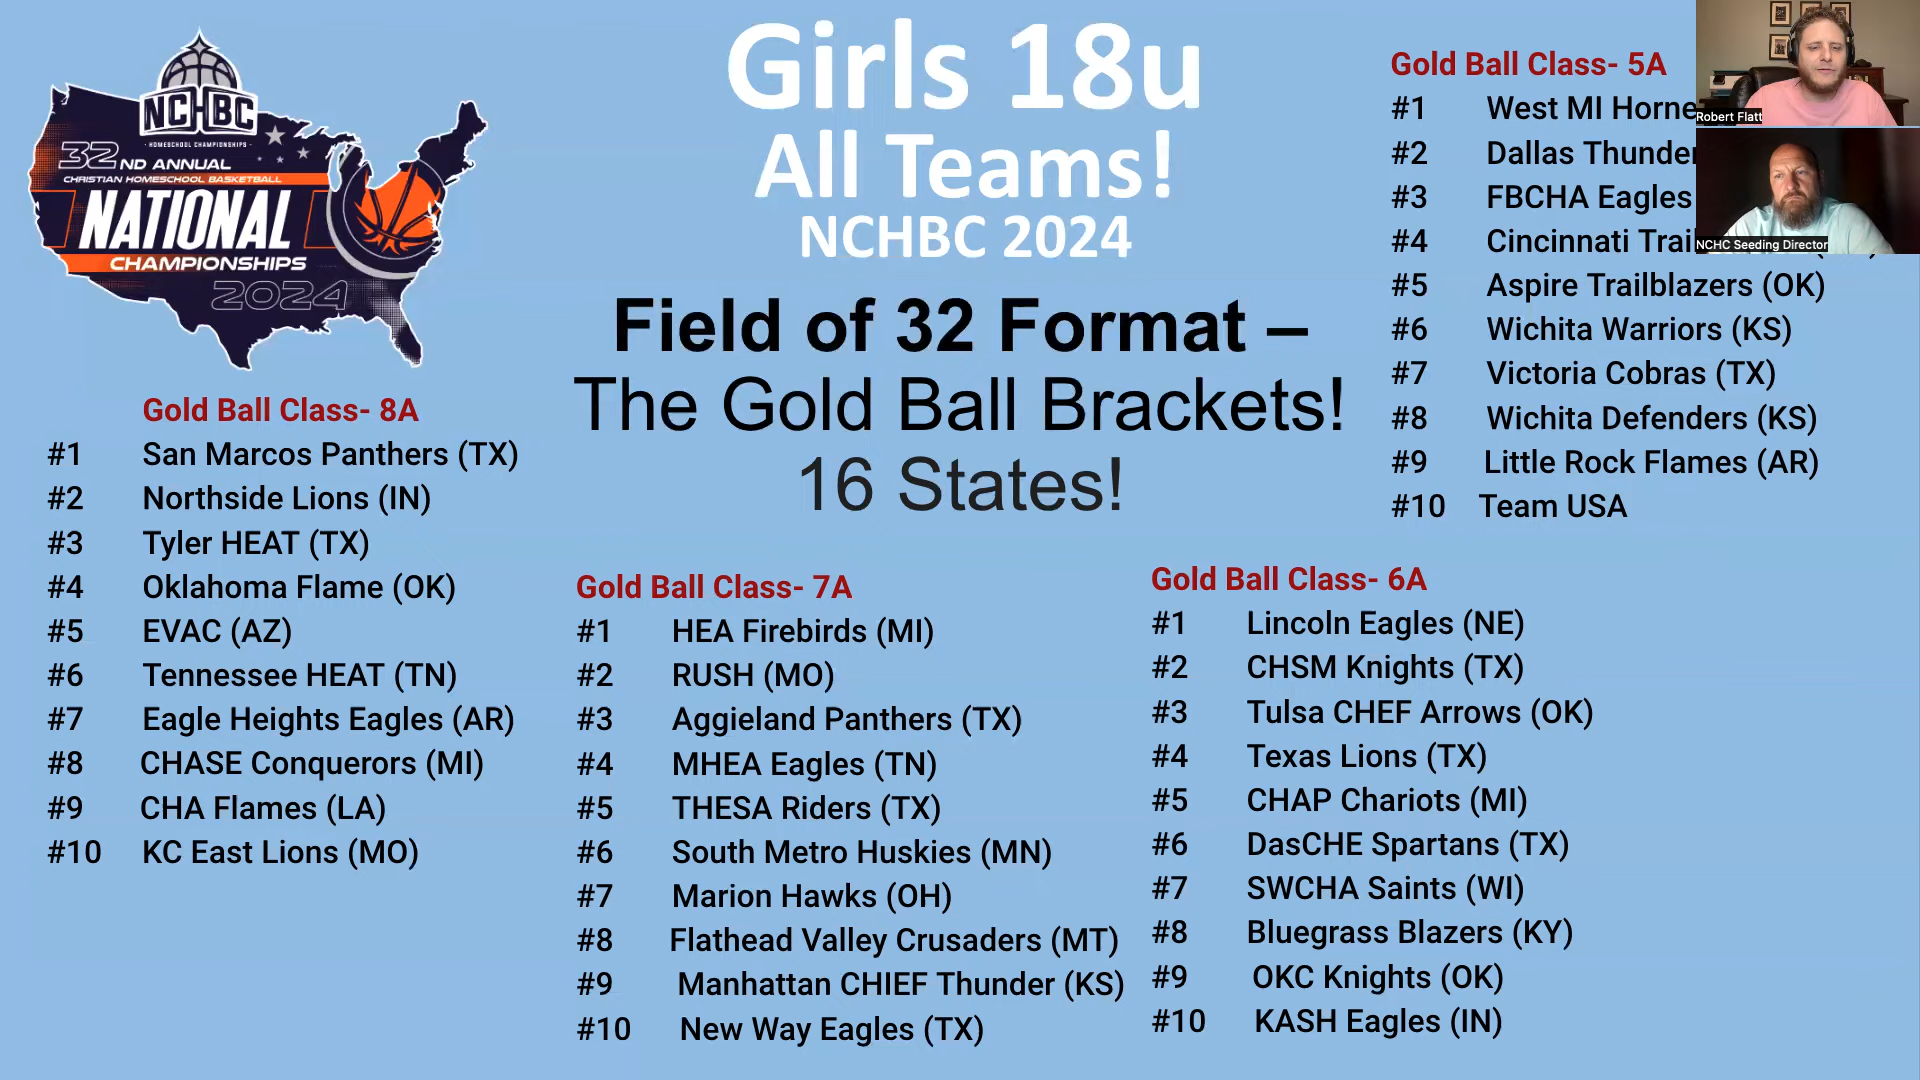 NCHBC
- HOMESCHOOL CHAMPIONSHIPS -
32ND ANNUAL
CHRISTIAN HOMESCHOOL BASKETBALL
NATIONAL
CHAMPIONSHIPS
2024
Girls 18u
All Teams!
NCHBC 2024
Field of 32 Format –
The Gold Ball Brackets!
16 States!
Gold Ball Class- 8A
#1 San Marcos Panthers (TX)
#2 Northside Lions (IN)
#3 Tyler HEAT (TX)
#4 Oklahoma Flame (OK)
#5 EVAC (AZ)
#6 Tennessee HEAT (TN)
#7 Eagle Heights Eagles (AR)
#8 CHASE Conquerors (MI)
#9 CHA Flames (LA)
#10 KC East Lions (MO)
Gold Ball Class- 7A
#1 HEA Firebirds (MI)
#2 RUSH (MO)
#3 Aggieland Panthers (TX)
#4 MHEA Eagles (TN)
#5 THESA Riders (TX)
#6 South Metro Huskies (MN)
#7 Marion Hawks (OH)
#8 Flathead Valley Crusaders (MT)
#9 Manhattan CHIEF Thunder (KS)
#10 New Way Eagles (TX)
Gold Ball Class- 6A
#1 Lincoln Eagles (NE)
#2 CHSM Knights (TX)
#3 Tulsa CHEF Arrows (OK)
#4 Texas Lions (TX)
#5 CHAP Chariots (MI)
#6 DasCHE Spartans (TX)
#7 SWCHA Saints (WI)
#8 Bluegrass Blazers (KY)
#9 OKC Knights (OK)
#10 KASH Eagles (IN)
Gold Ball Class- 5A
#1 West MI Horne
#2 Dallas Thunder
#3 FBCHA Eagles
#4 Cincinnati Trai
#5 Aspire Trailblazers (OK)
#6 Wichita Warriors (KS)
#7 Victoria Cobras (TX)
#8 Wichita Defenders (KS)
#9 Little Rock Flames (AR)
#10 Team USA
Robert Flatt
NCHC Seeding Director